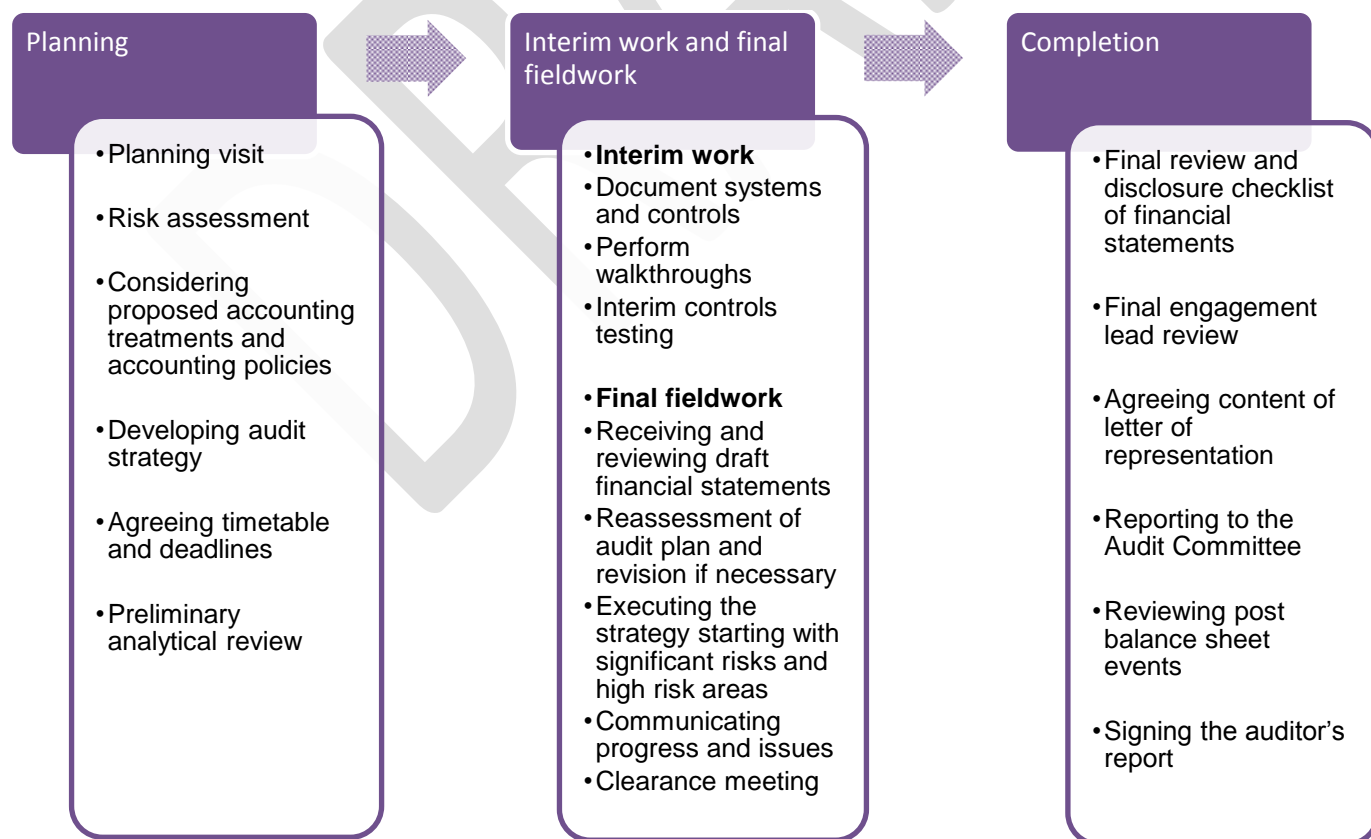 Planning
•Planning visit
•Risk assessment
•Considering
proposed accounting
treatments and
accounting policies
•Developing audit
strategy
•Agreeing timetable
and deadlines
•Preliminary
analytical review
Interim work and final
fieldwork
•Interim work
•Document systems
and controls
•Perform
walkthroughs
•Interim controls
testing
•Final fieldwork
•Receiving and
reviewing draft
financial statements
•Reassessment of
audit plan and
revision if necessary
•Executing the
strategy starting with
significant risks and
high risk areas
•Communicating
progress and issues
•Clearance meeting
Completion
•Final review and
disclosure checklist
of financial
statements
•Final engagement
lead review
•Agreeing content of
letter of
representation
•Reporting to the
Audit Committee
•Reviewing post
balance sheet
events
•Signing the auditor's
report